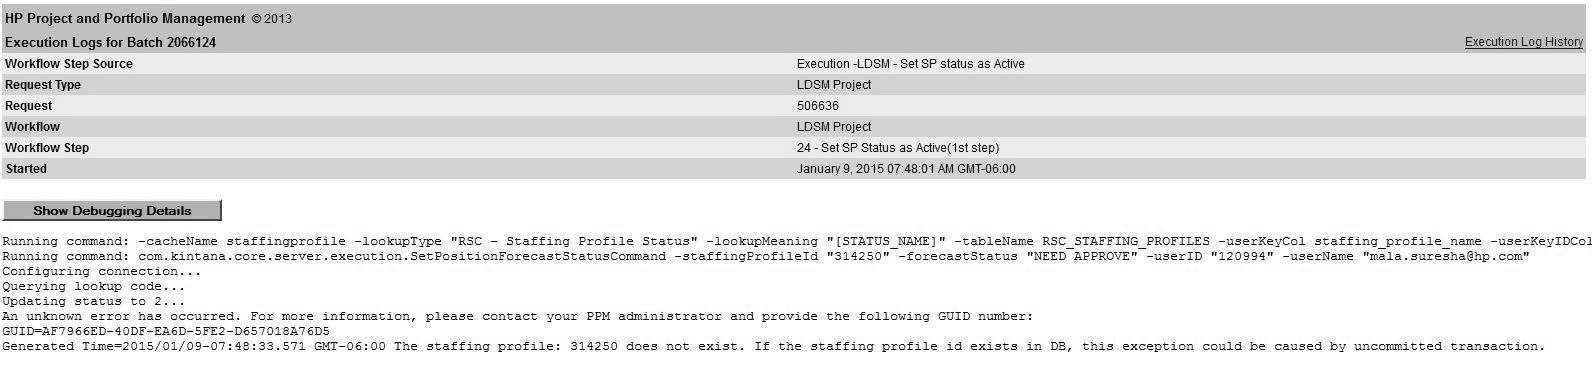 HP Project and Portfolio Management © 2013
Execution Logs for Batch 2066124 Execution Log History
Workflow Step Source Execution -LDSM - Set SP status as Active
Request Type LDSM Project
Request 506636
Workflow LDSM Project
Workflow Step 24 - Set SP Status as Active(1st step)
Started January 9, 2015 07:48:01 AM GMT-06:00
Show Debugging Details
Running command: -cacheName staffingprofile -lookupType "RSC - Staffing Profile Status" -lookupMeaning "[STATUS_NAME]" -tableName RSC_STAFFING_PROFILES -userKeyCol staffing_profile_name -userKeyIDCol
Running command: com.kintana.core.server.execution.SetPositionForecastStatusCommand -staffingProfileId "314250" -forecastStatus "NEED APPROVE" -userID "120994" -userName "mala.suresha@hp.com"
Configuring connection...
Querying lookup code...
Updating status to 2...
An unknown error has occurred. For more information, please contact your PPM administrator and provide the following GUID number:
GUID=AF7966ED-40DF-EA6D-5FE2-D657018A76D5
Generated Time=2015/01/09-07:48:33.571 GMT-06:00 The staffing profile: 314250 does not exist. If the staffing profile id exists in DB, this exception could be caused by uncommitted transaction.